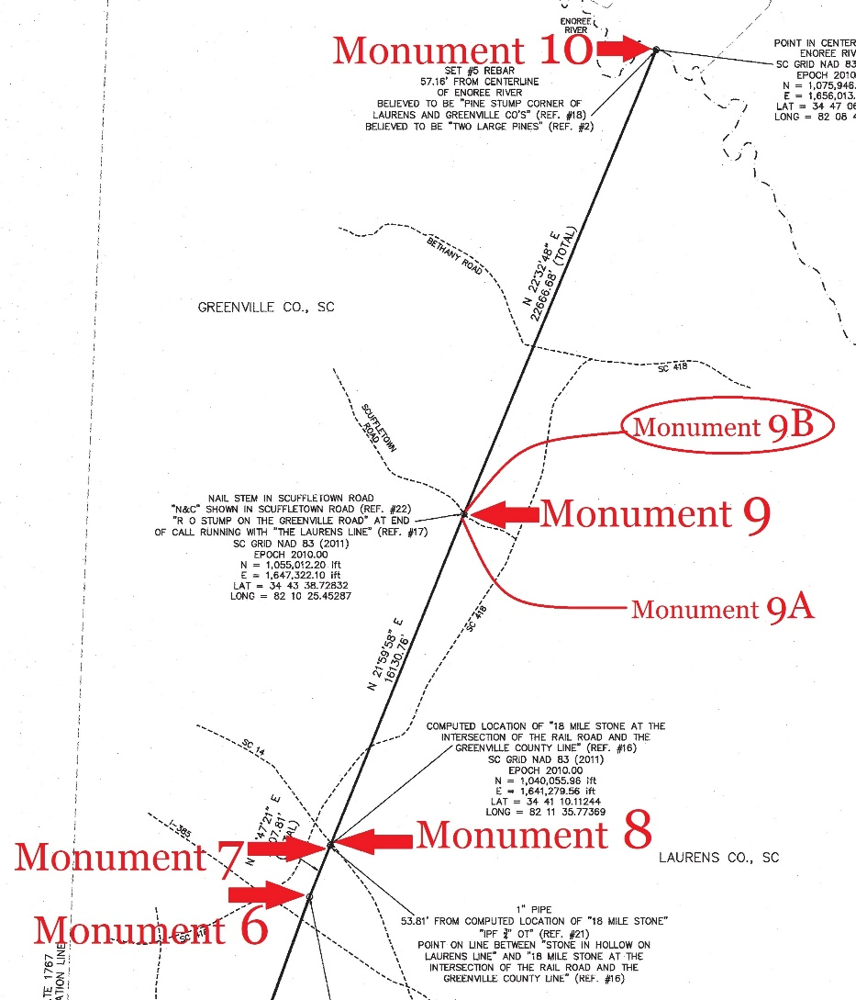 ENOREE
RIVER
Monument 10
SET #5 REBAR
57.16' FROM CENTERLINE
OF ENOREE RIVER
BELIEVED TO BE "PINE STUMP CORNER OF
LAURENS AND GREENVILLE CO'S" (REF. #18)
BELIEVED TO BE "TWO LARGE PINES" (REF. #2)
POINT IN CENTER
ENOREE RIV
SC GRID NAD 83
EPOCH 2010
N = 1,075,946.
E = 1,656,013.
LAT = 34 47 06
LONG = 82 08 4
BETHANY ROAD
N 22°32'48" E
22666.68' (TOTAL)
GREENVILLE CO., SC
SC 418
SCUFFLETOWN
ROAD
Monument 9B
NAIL STEM IN SCUFFLETOWN ROAD
"N&C" SHOWN IN SCUFFLETOWN ROAD (REF. #22)
"R O STUMP ON THE GREENVILLE ROAD" AT END
OF CALL RUNNING WITH "THE LAURENS LINE" (REF. #17)
SC GRID NAD 83 (2011)
EPOCH 2010.00
N = 1,055,012.20 ift
E = 1,647,322.10 ift
LAT = 34 43 38.72832
LONG = 82 10 25.45287
Monument 9
Monument 9A
SC 418
N 21°59'58" E
16130.76'
COMPUTED LOCATION OF "18 MILE STONE AT THE
INTERSECTION OF THE RAIL ROAD AND THE
GREENVILLE COUNTY LINE" (REF. #16)
SC GRID NAD 83 (2011)
EPOCH 2010.00
N = 1,040,055.96 ift
E = 1,641,279.56 ift
LAT = 34 41 10.11244
LONG = 82 11 35.77369
SC 14
I-385
N
'47'21" E
07.81'
Monument 7
Monument 8
LAURENS CO., SC
Monument 6
SC 418
1" PIPE
53.81' FROM COMPUTED LOCATION OF "18 MILE STONE"
"IPF ¾" OT" (REF. #21)
POINT ON LINE BETWEEN "STONE IN HOLLOW ON
LAURENS LINE" AND "18 MILE STONE AT THE
INTERSECTION OF THE RAIL ROAD AND THE
GREENVILLE COUNTY LINE" (REF. #16)
TE 1767
ATION LINE